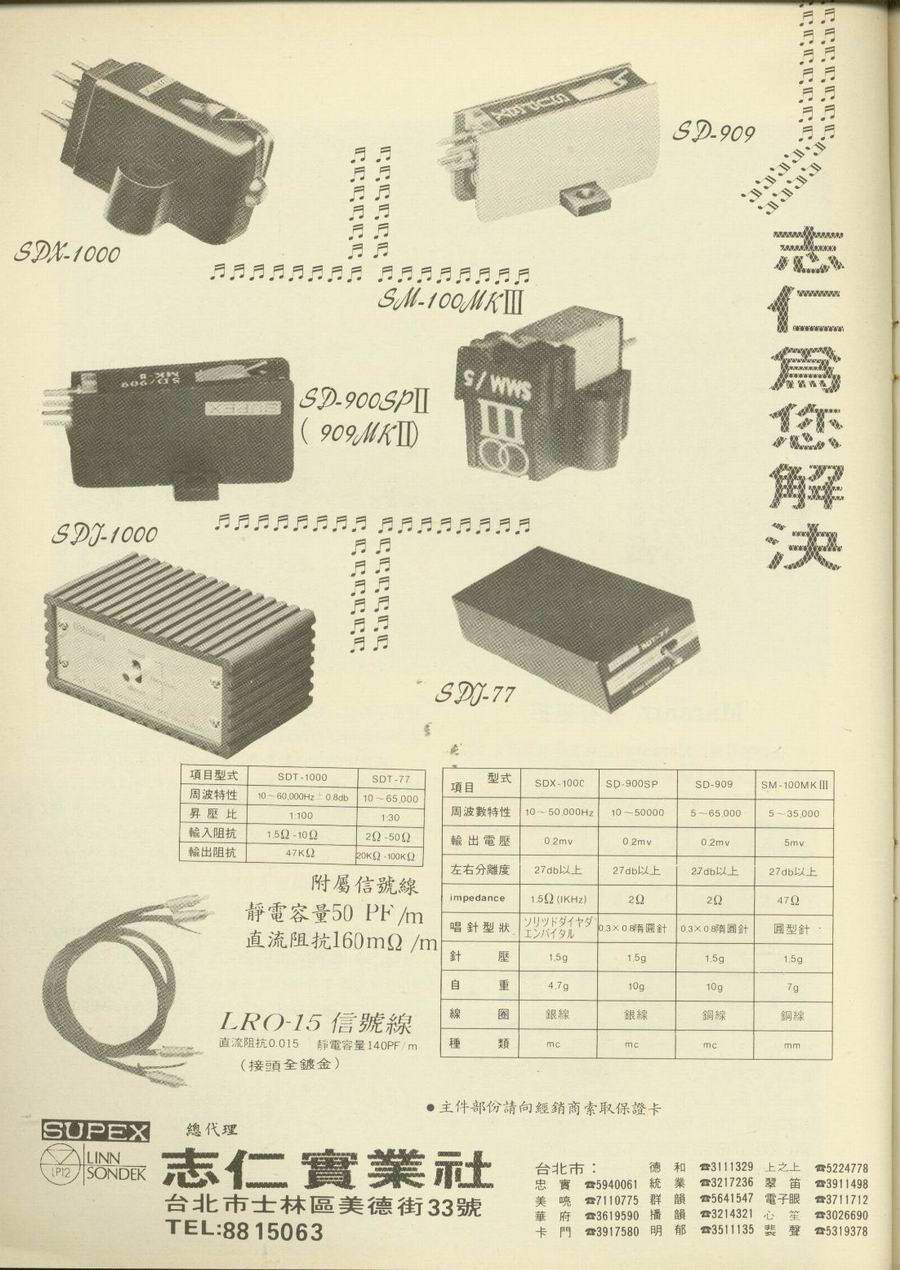 志仁爲您解決
SDX-1000
SD-909
SM-100MKⅢ
SD-900SPⅡ
( 909MKⅡ)
SD/909
MKⅡ
SUPEX
SMM/5
Ⅲ
SDJ-1000
SDJ-77
SDT-77
項目型式 SDT-1000 SDT-77
周波特性 10～60,000Hz±0.8db 10～65,000
昇壓比 1:100 1:30
輸入阻抗 1.5Ω-10Ω 2Ω-50Ω
輸出阻抗 47KΩ 20KΩ-100KΩ
項目 型式 SDX-1000 SD-900SP SD-909 SM-100MKⅢ
周波數特性 10～50,000Hz 10～50000 5～65,000 5～35,000
輸出電壓 0.2mv 0.2mv 0.2mv 5mv
左右分離度 27db以上 27db以上 27db以上 27db以上
impedance 1.5Ω(IKHz) 2Ω 2Ω 47Ω
唱針型狀 ソリッドダイヤダエンバイタル 0.3×0.8隋圓針 0.3×0.8隋圓針 圓型針
針壓 1.5g 1.5g 1.5g 1.5g
自重 4.7g 10g 10g 7g
線圈 銀線 銀線 銅線 銅線
種類 mc mc mc mm
附屬信號線
靜電容量50 PF/m
直流阻抗160mΩ/m
LRO-15 信號線
直流阻抗0.015 靜電容量140PF/m
(接頭全鍍金)
●主件部份請向經銷商索取保證卡
SUPEX
LP12
LINN
SONDEK
總代理
志仁實業社
台北市士林區美德街33號
TEL:8815063
台北市： 德和 ☎3111329 上之上 ☎5224778
忠實 ☎5940061 統業 ☎3217236 翠笛 ☎3911498
美 ☎7110775 群韻 ☎5641547 電子眼 ☎3711712
華府 ☎3619590 播韻 ☎3214321 心笙 ☎3026690
卡門 ☎3917580 明郁 ☎3511135 裴聲 ☎5319378